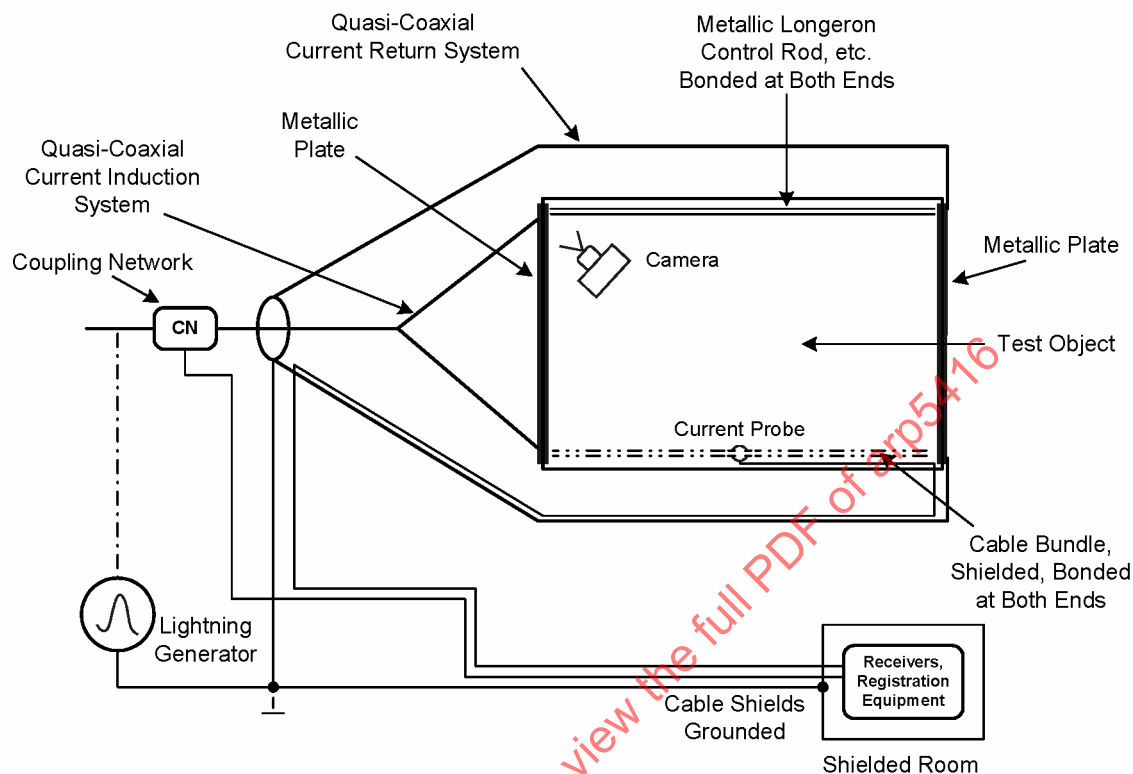 Quasi-Coaxial
Current Return System
Metallic Longeron
Control Rod, etc.
Bonded at Both Ends
Metallic
Plate
Quasi-Coaxial
Current Induction
System
Coupling Network
CN
Camera
Metallic Plate
Test Object
Current Probe
Cable Bundle,
Shielded, Bonded
at Both Ends
Lightning
Generator
Receivers,
Registration
Equipment
Cable Shields
Grounded
Shielded Room
view the full PDF of arp5416